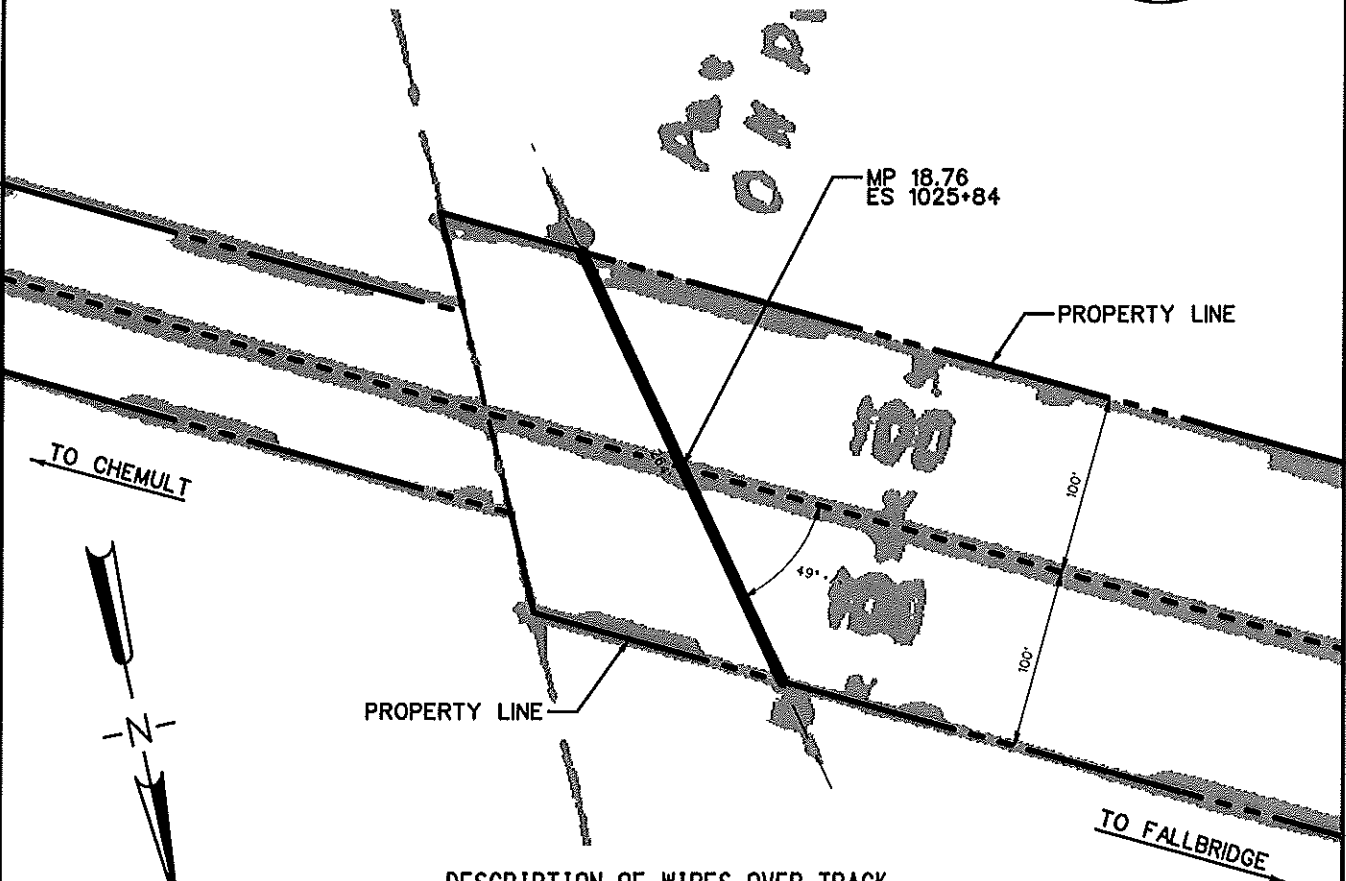 MP 18.76
ES 1025+84
PROPERTY LINE
TO CHEMULT
100'
49°
100'
PROPERTY LINE
-N-
TO FALLBRIDGE
DESCRIPTION OF WIRES OVER TRACK